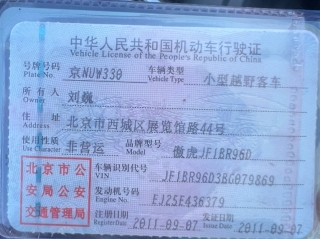 中华人民共和国机动车行驶证
Vehicle License of the People's Republic of China
号牌号码 京NUW330 车辆类型 小型越野客车
Plate No. Vehicle Type
所有人 刘巍
Owner
住址 北京市西城区展览馆路44号
Address
使用性质 非营运 品牌型号 傲虎JF1BR96D
Use Character Model
北京市公
安局公安
交通管理局
车辆识别代号 JF1BR96D3BG079869
VIN
发动机号码 EJ25E436379
Engine No.
注册日期 2011-09-07 发证日期 2011-09-07
Register Date Issue Date